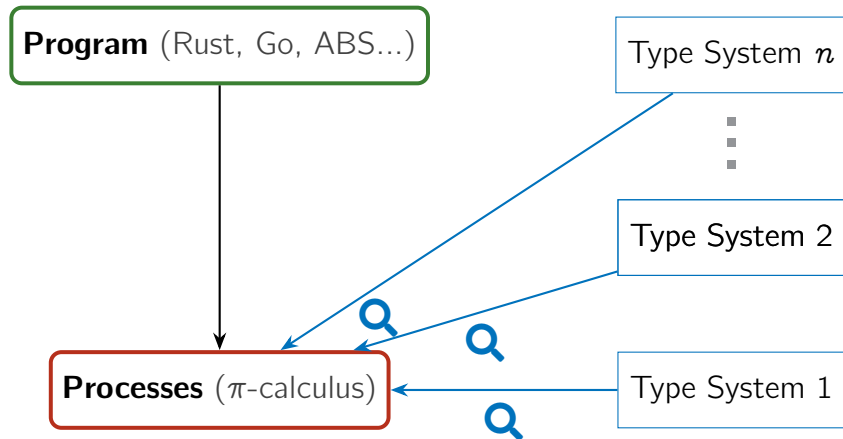 Program (Rust, Go, ABS...)
Type System n
Type System 2
Processes (π-calculus)
Type System 1